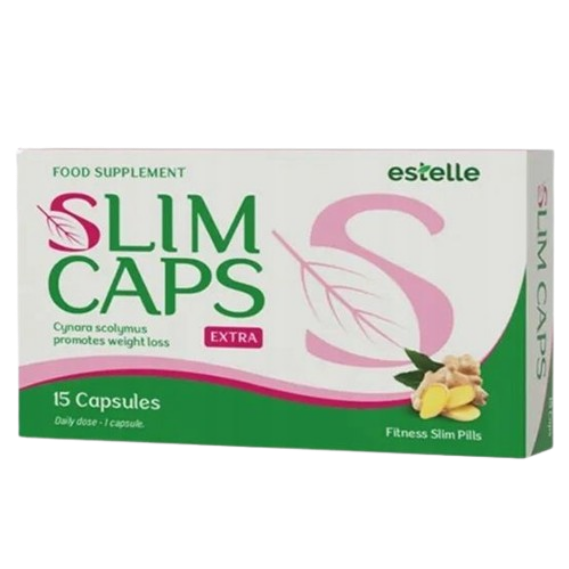 FOOD SUPPLEMENT
estelle
SLIM
CAPS
Cynara scolymus
promotes weight loss
EXTRA
S
15 Capsules
Daily dose - 1 capsule.
Fitness Slim Pills
SLIM CAPS